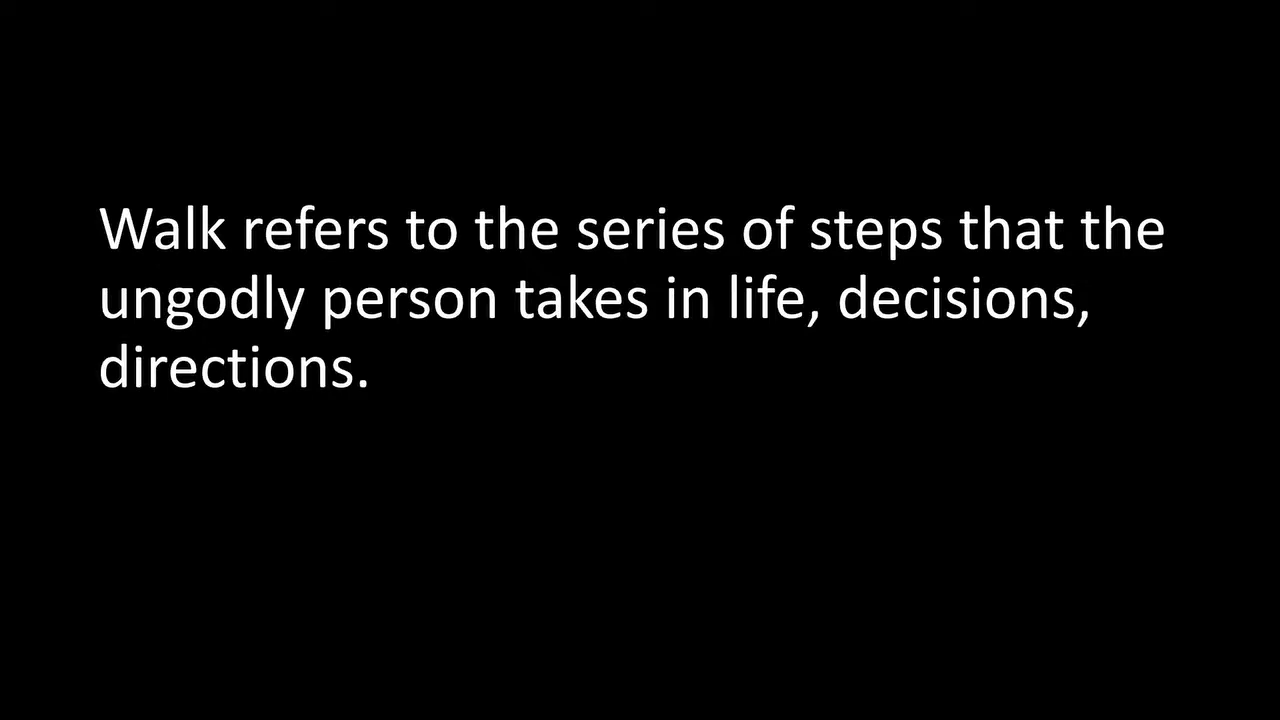 Walk refers to the series of steps that the
ungodly person takes in life, decisions,
directions.